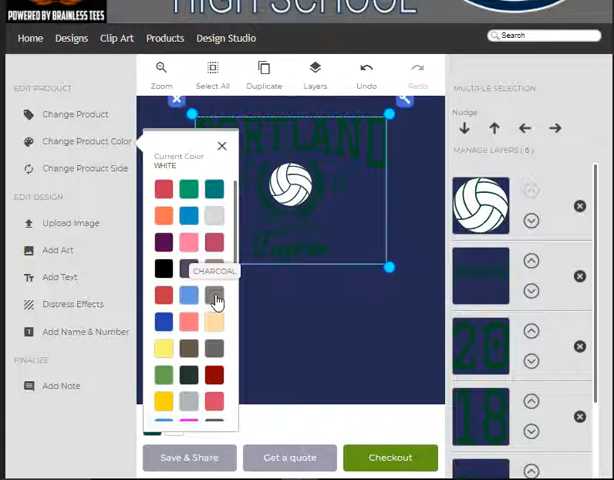 HIGH SCHOOL
POWERED BY BRAINLESS TEES
Home
Designs
Clip Art
Products
Design Studio
Search
EDIT PRODUCT
Change Product
Change Product Color
Change Product Side
EDIT DESIGN
Upload Image
Add Art
Add Text
Distress Effects
Add Name & Number
FINALIZE
Add Note
Zoom
Select All
Duplicate
Layers
Undo
Redo
PORTLAND
Current Color
WHITE
CHARCOAL
Save & Share
Get a quote
Checkout
MULTIPLE SELECTION
Nudge
MANAGE LAYERS ( 6 )
20
18